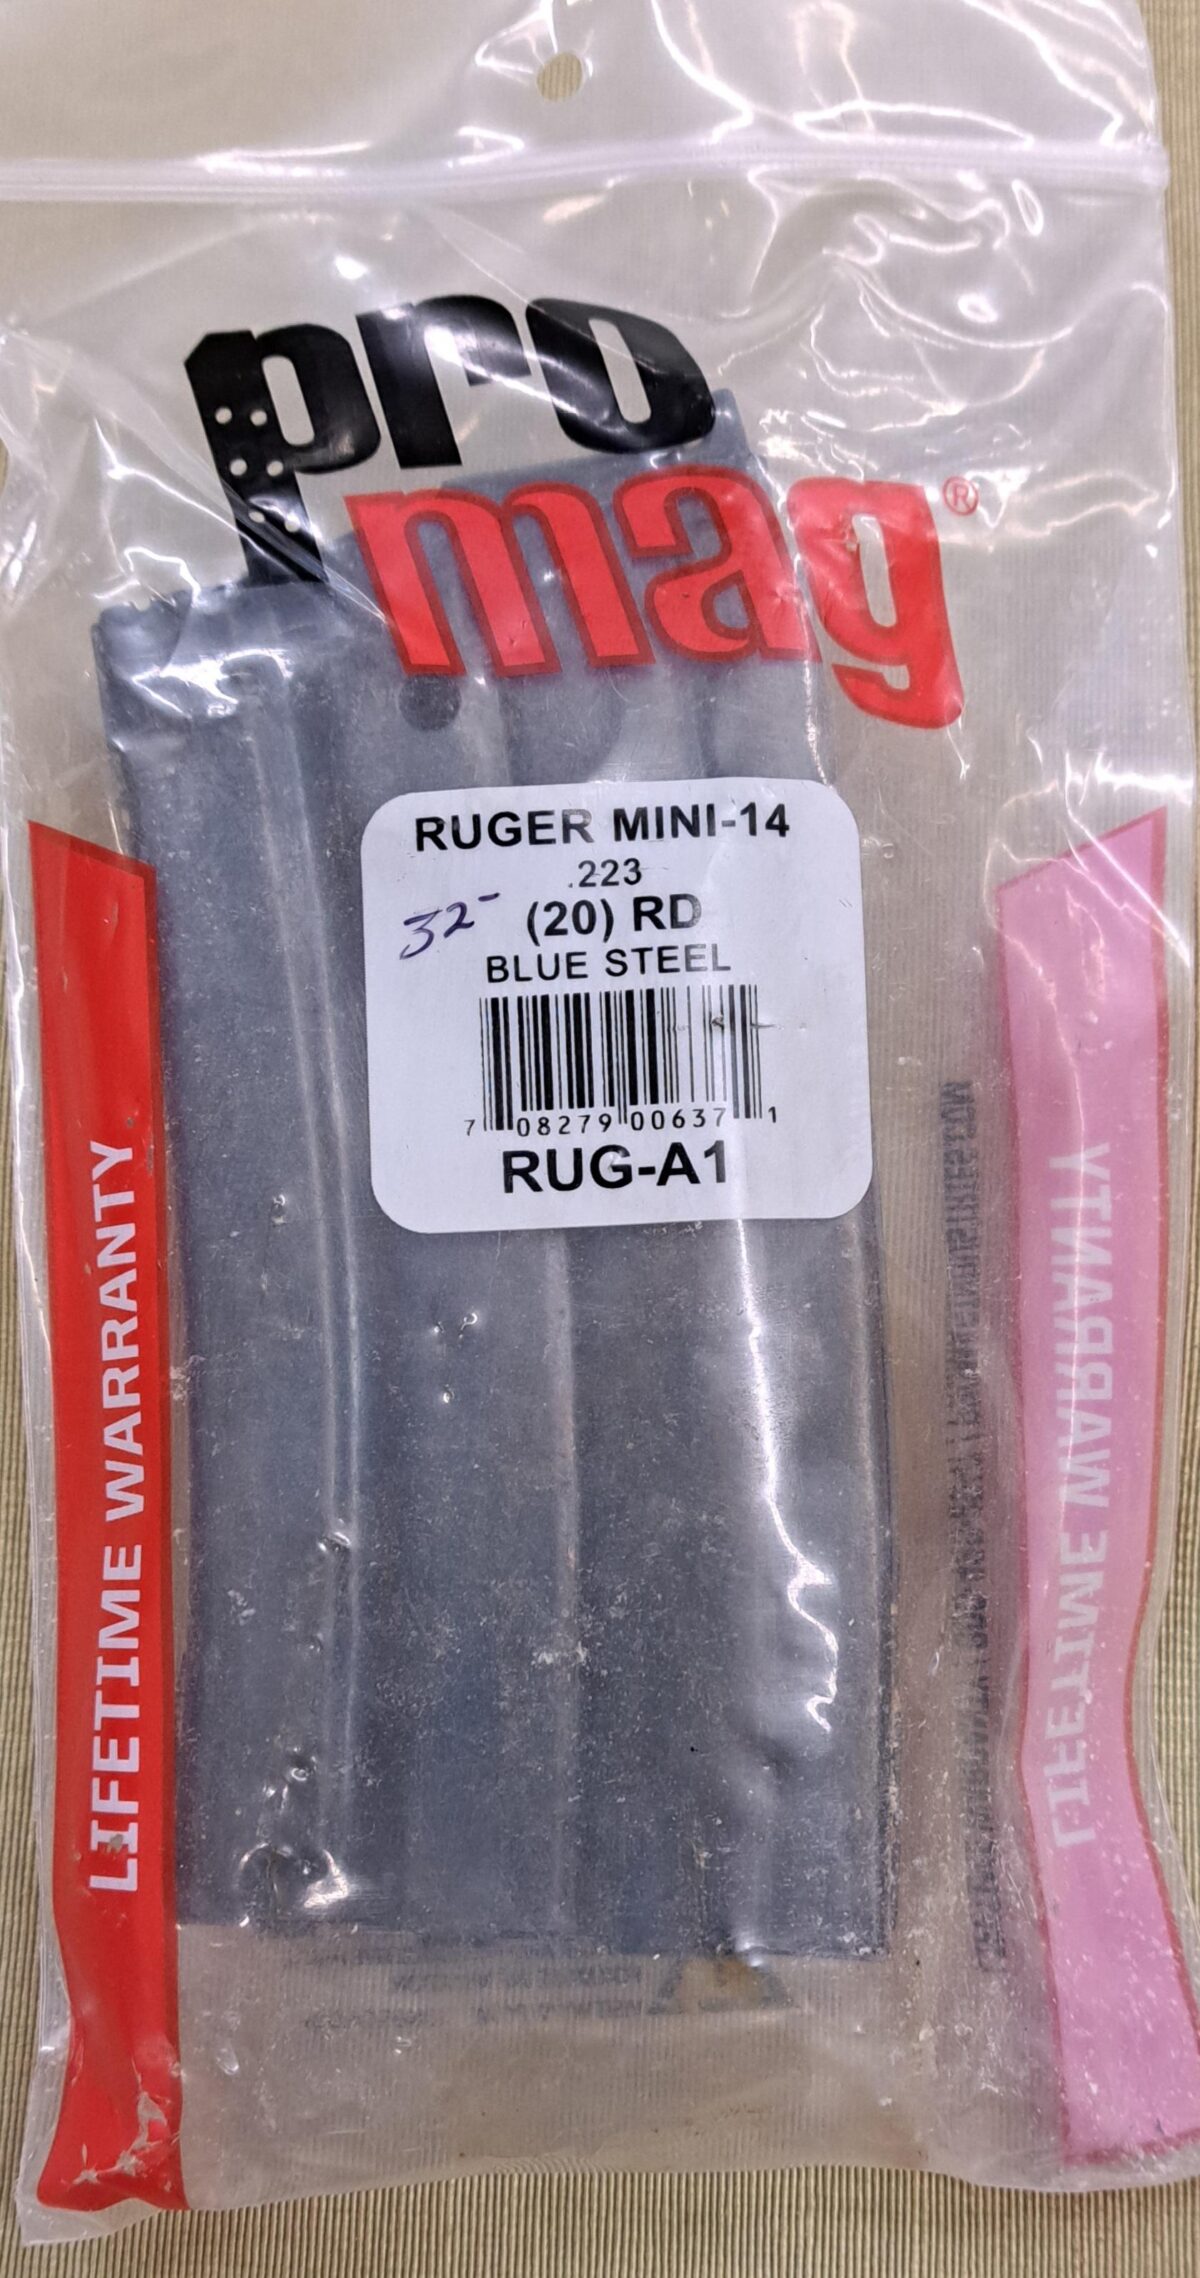 pro
mag®
RUGER MINI-14
.223
32- (20) RD
BLUE STEEL
7 08279 00637 1
RUG-A1
LIFETIME WARRANTY
LIFETIME WARRANTY